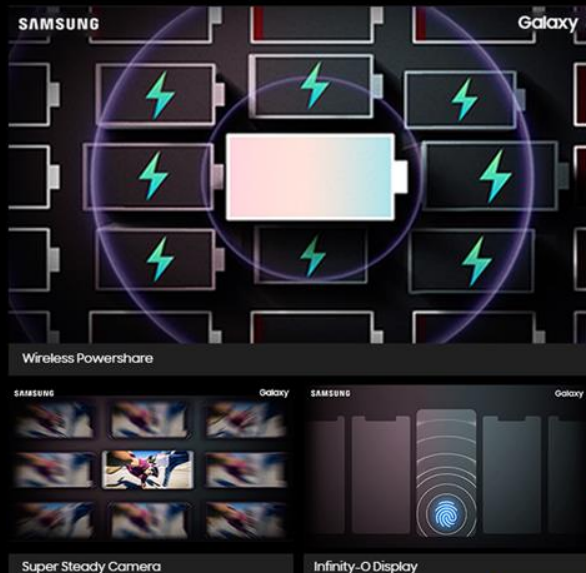 SAMSUNG Galaxy
Wireless Powershare
SAMSUNG Galaxy
Super Steady Camera
SAMSUNG Galaxy
Infinity-O Display